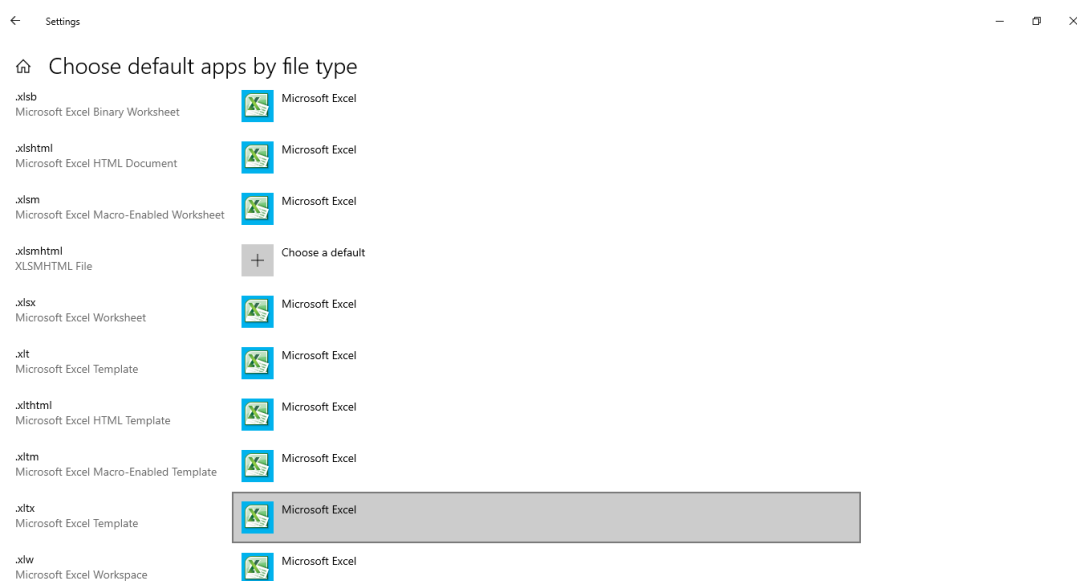 Settings
Choose default apps by file type
.xlsb
Microsoft Excel Binary Worksheet
Microsoft Excel
.xlshtml
Microsoft Excel HTML Document
Microsoft Excel
.xlsm
Microsoft Excel Macro-Enabled Worksheet
Microsoft Excel
.xlsmhtml
XLSMHTML File
Choose a default
.xlsx
Microsoft Excel Worksheet
Microsoft Excel
.xlt
Microsoft Excel Template
Microsoft Excel
.xlthtml
Microsoft Excel HTML Template
Microsoft Excel
.xltm
Microsoft Excel Macro-Enabled Template
Microsoft Excel
.xltx
Microsoft Excel Template
Microsoft Excel
.xlw
Microsoft Excel Workspace
Microsoft Excel